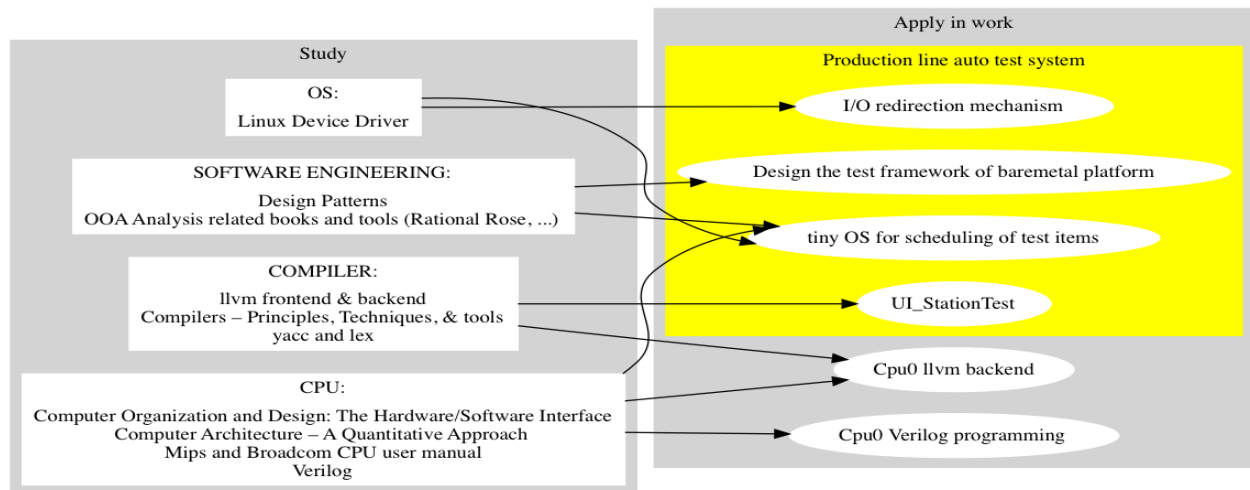 Study
OS:
Linux Device Driver
SOFTWARE ENGINEERING:
Design Patterns
OOA Analysis related books and tools (Rational Rose, ...)
COMPILER:
llvm frontend & backend
Compilers – Principles, Techniques, & tools
yacc and lex
CPU:
Computer Organization and Design: The Hardware/Software Interface
Computer Architecture – A Quantitative Approach
Mips and Broadcom CPU user manual
Verilog
Apply in work
Production line auto test system
I/O redirection mechanism
Design the test framework of baremetal platform
tiny OS for scheduling of test items
UI_StationTest
Cpu0 llvm backend
Cpu0 Verilog programming